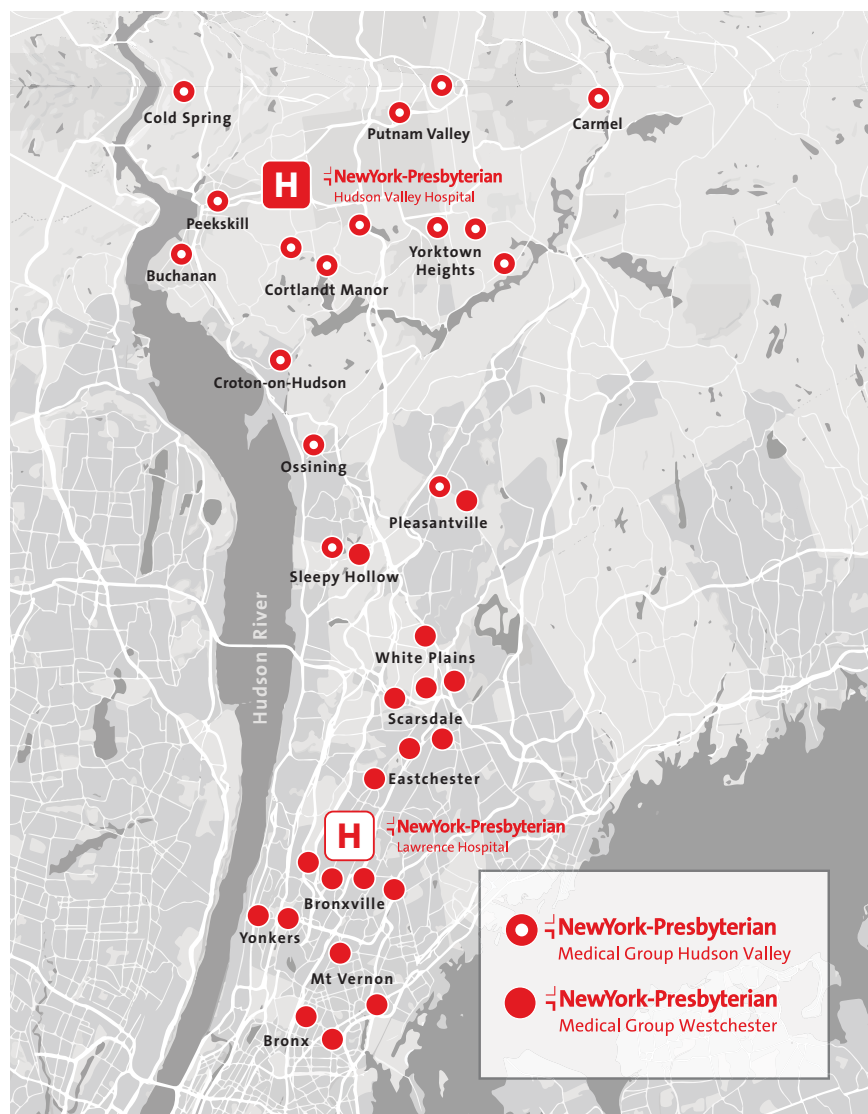 Cold Spring
Putnam Valley
Carmel
H
NewYork-Presbyterian
Hudson Valley Hospital
Peekskill
Buchanan
Cortlandt Manor
Yorktown
Heights
Croton-on-Hudson
Ossining
Pleasantville
Sleepy Hollow
Hudson River
White Plains
Scarsdale
Eastchester
H
NewYork-Presbyterian
Lawrence Hospital
Bronxville
Yonkers
Mt Vernon
Bronx
NewYork-Presbyterian
Medical Group Hudson Valley
NewYork-Presbyterian
Medical Group Westchester